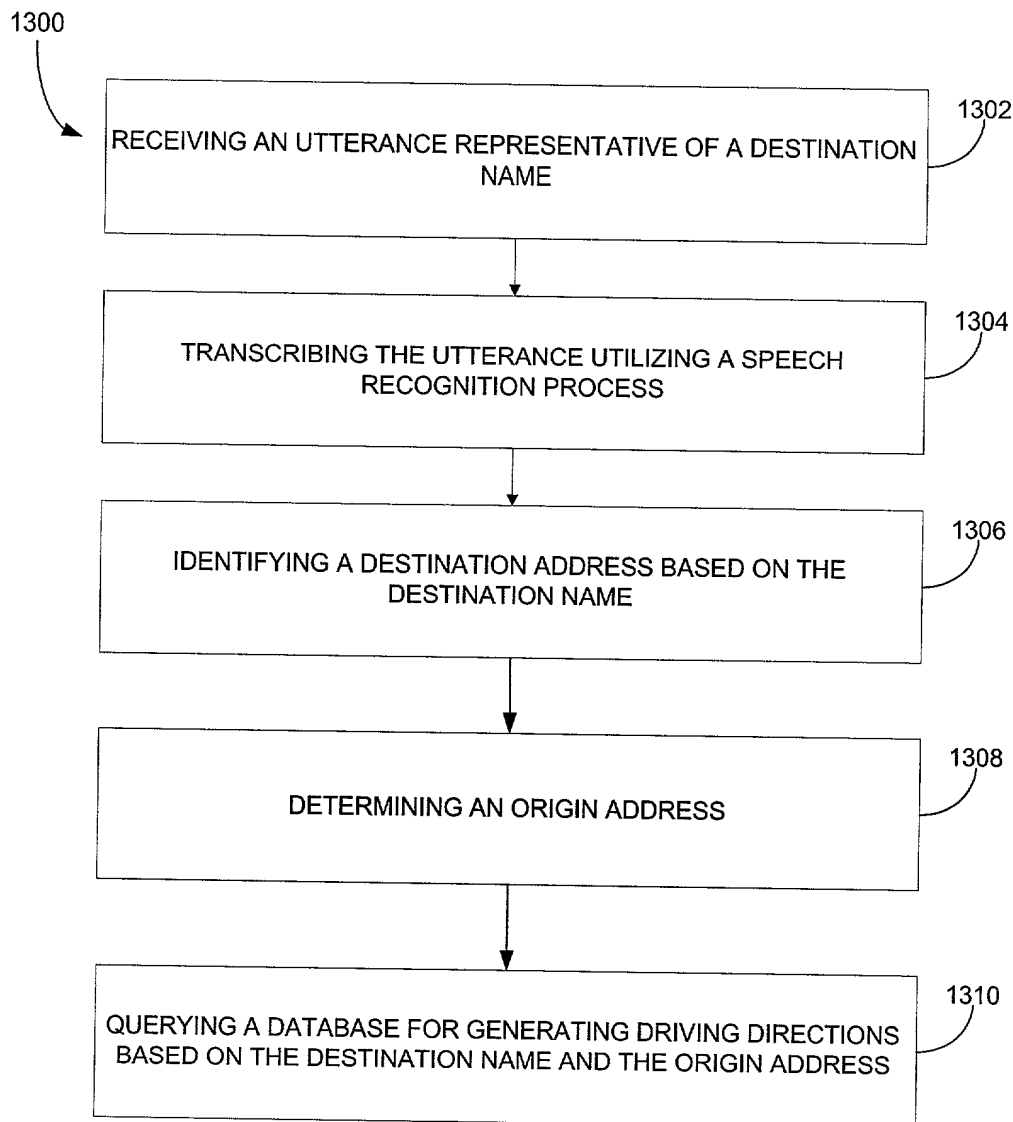 1300
1302
RECEIVING AN UTTERANCE REPRESENTATIVE OF A DESTINATION
NAME
1304
TRANSCRIBING THE UTTERANCE UTILIZING A SPEECH
RECOGNITION PROCESS
1306
IDENTIFYING A DESTINATION ADDRESS BASED ON THE
DESTINATION NAME
1308
DETERMINING AN ORIGIN ADDRESS
1310
QUERYING A DATABASE FOR GENERATING DRIVING DIRECTIONS
BASED ON THE DESTINATION NAME AND THE ORIGIN ADDRESS